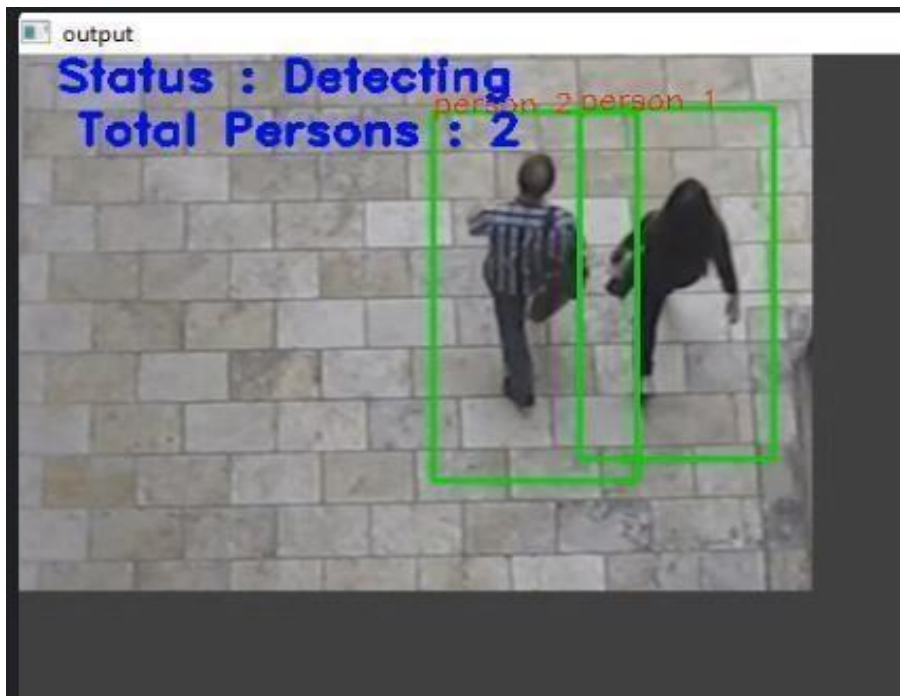 output
Status : Detecting
person 2 person 1
Total Persons : 2